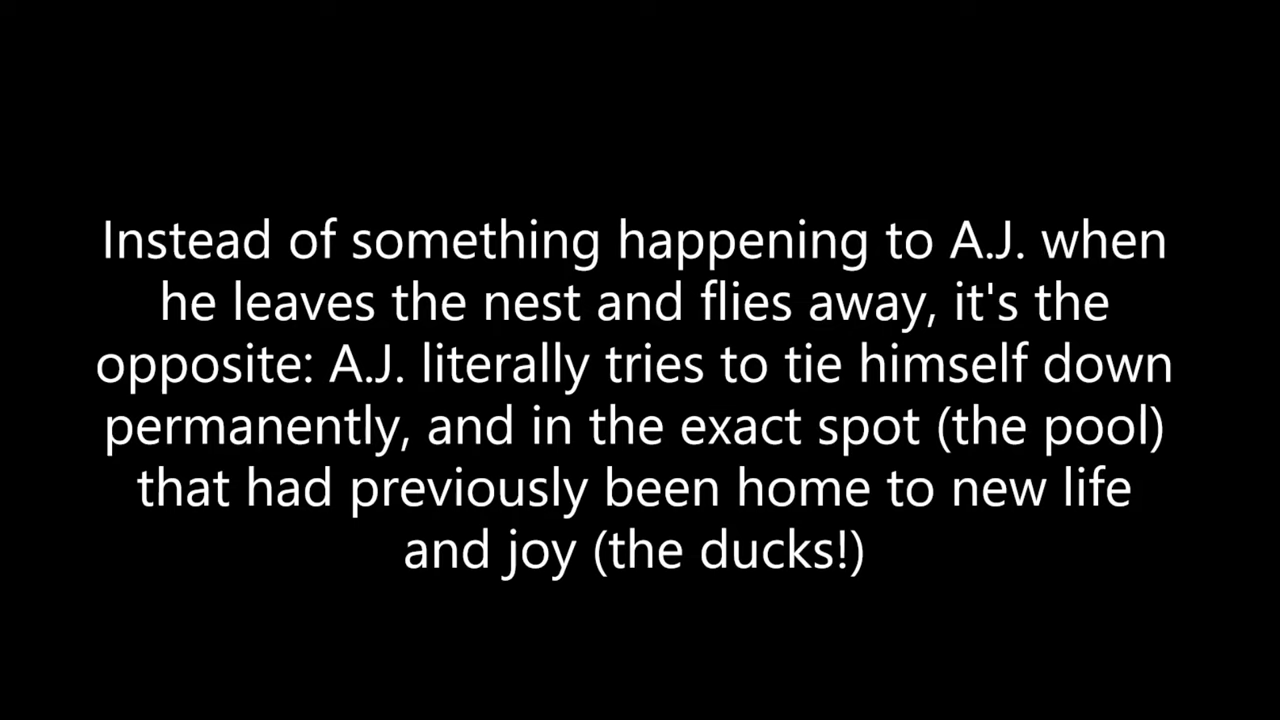 Instead of something happening to A.J. when
he leaves the nest and flies away, it's the
opposite: A.J. literally tries to tie himself down
permanently, and in the exact spot (the pool)
that had previously been home to new life
and joy (the ducks!)